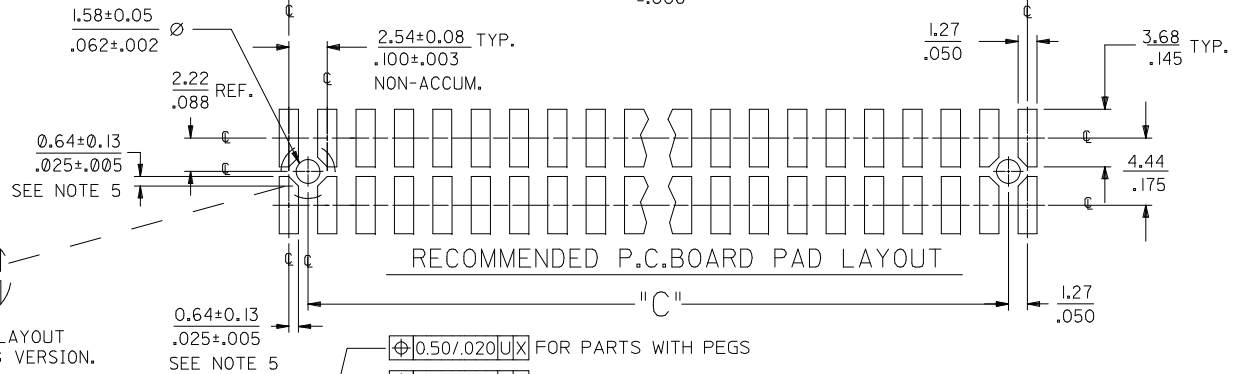 -.000
℄
℄
1.58±0.05
.062±.002
Ø
2.54±0.08 TYP.
.100±.003
NON-ACCUM.
1.27
.050
3.68 TYP.
.145
℄
2.22 REF.
.088
℄
℄
0.64±0.13
.025±.005
SEE NOTE 5
℄
4.44
.175
℄
RECOMMENDED P.C.BOARD PAD LAYOUT
℄ ℄
"C"
1.27
.050
0.64±0.13
.025±.005
SEE NOTE 5
LAYOUT
VERSION.
⌖ 0.50/.020 U X FOR PARTS WITH PEGS